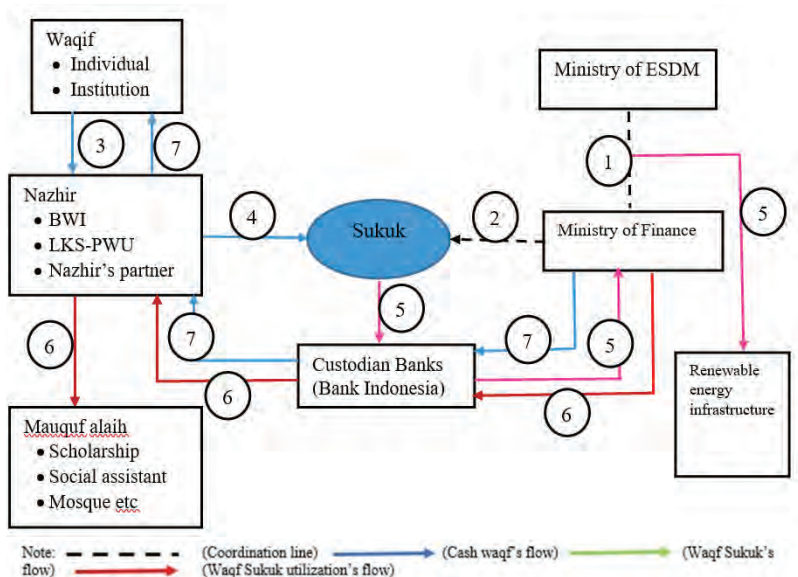 Waqif
• Individual
• Institution
Ministry of ESDM
3
7
1
Nazhir
• BWI
• LKS-PWU
• Nazhir's partner
4
Sukuk
2
Ministry of Finance
5
5
7
7
5
6
6
6
Custodian Banks
(Bank Indonesia)
Renewable
energy
infrastructure
Mauquf alaih
• Scholarship
• Social assistant
• Mosque etc
Note: (Coordination line) (Cash waqf's flow) (Waqf Sukuk's
flow) (Waqf Sukuk utilization's flow)